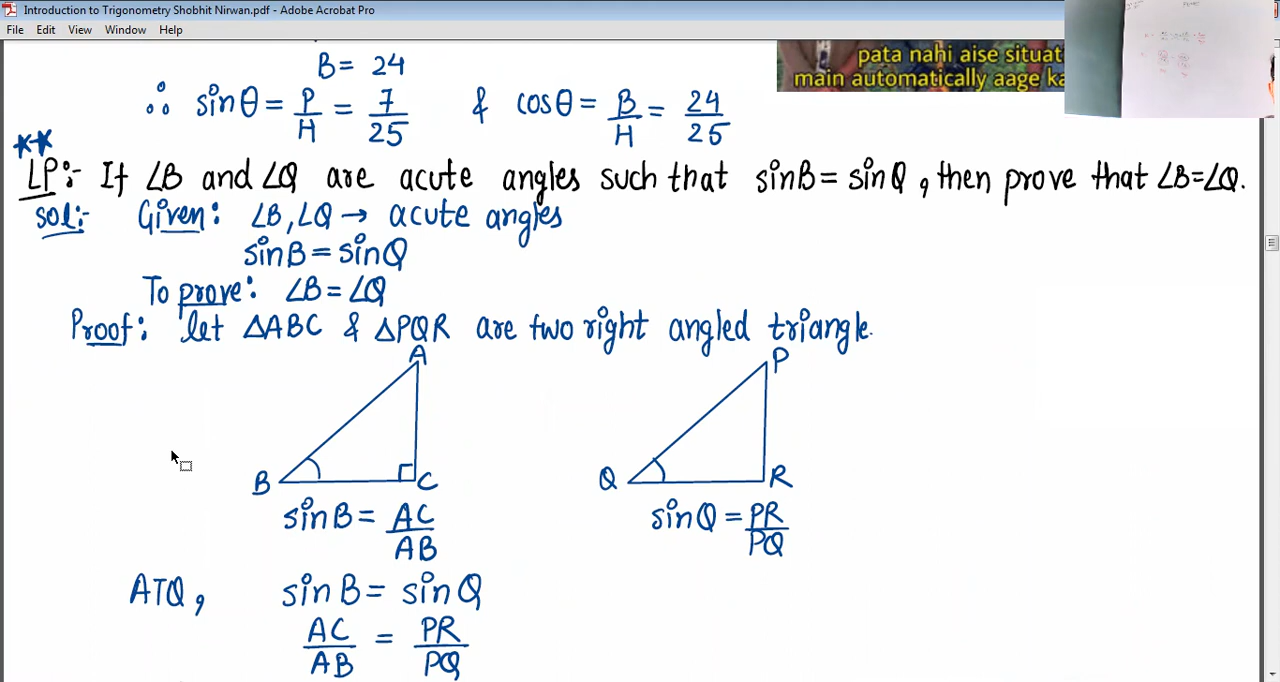 Introduction to Trigonometry Shobhit Nirwan.pdf - Adobe Acrobat Pro
File Edit View Window Help
pata nahi aise situat
main automatically aage ka
B = 24
∴ sinθ = P/H = 7/25 & cosθ = B/H = 24/25
LP:- If ∠B and ∠Q are acute angles such that sinB = sinQ, then prove that ∠B=∠Q.
Sol:- Given: ∠B, ∠Q → acute angles
sinB = sinQ
To prove: ∠B = ∠Q
Proof: let △ABC & △PQR are two right angled triangle.
A P
B C Q R
sinB = AC/AB sinQ = PR/PQ
ATQ, sinB = sinQ
AC/AB = PR/PQ